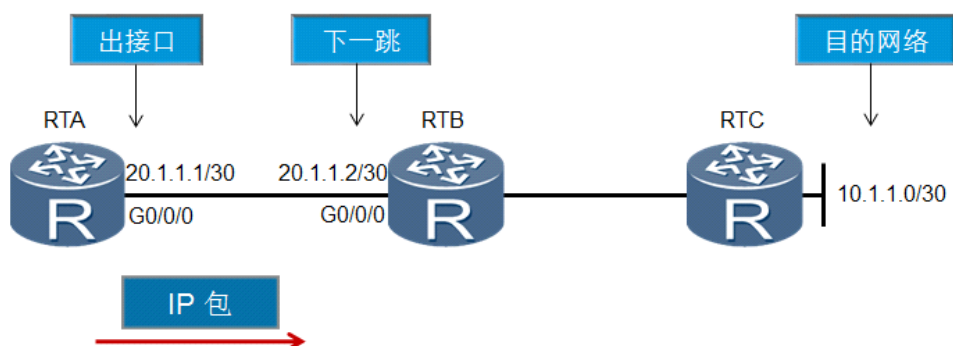 出接口
下一跳
目的网络
RTA
RTB
RTC
20.1.1.1/30
20.1.1.2/30
10.1.1.0/30
G0/0/0
G0/0/0
R
R
R
IP 包